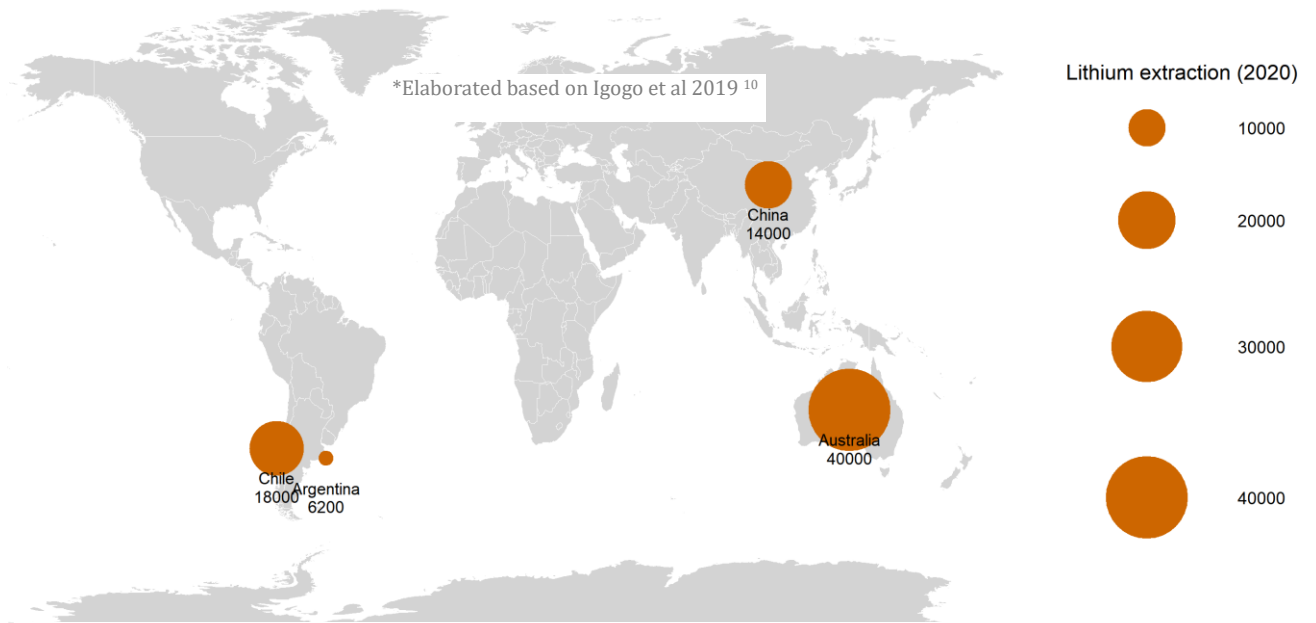 *Elaborated based on Igogo et al 2019 ¹⁰
Lithium extraction (2020)
10000
20000
30000
40000
China
14000
Australia
40000
Chile
18000
Argentina
6200